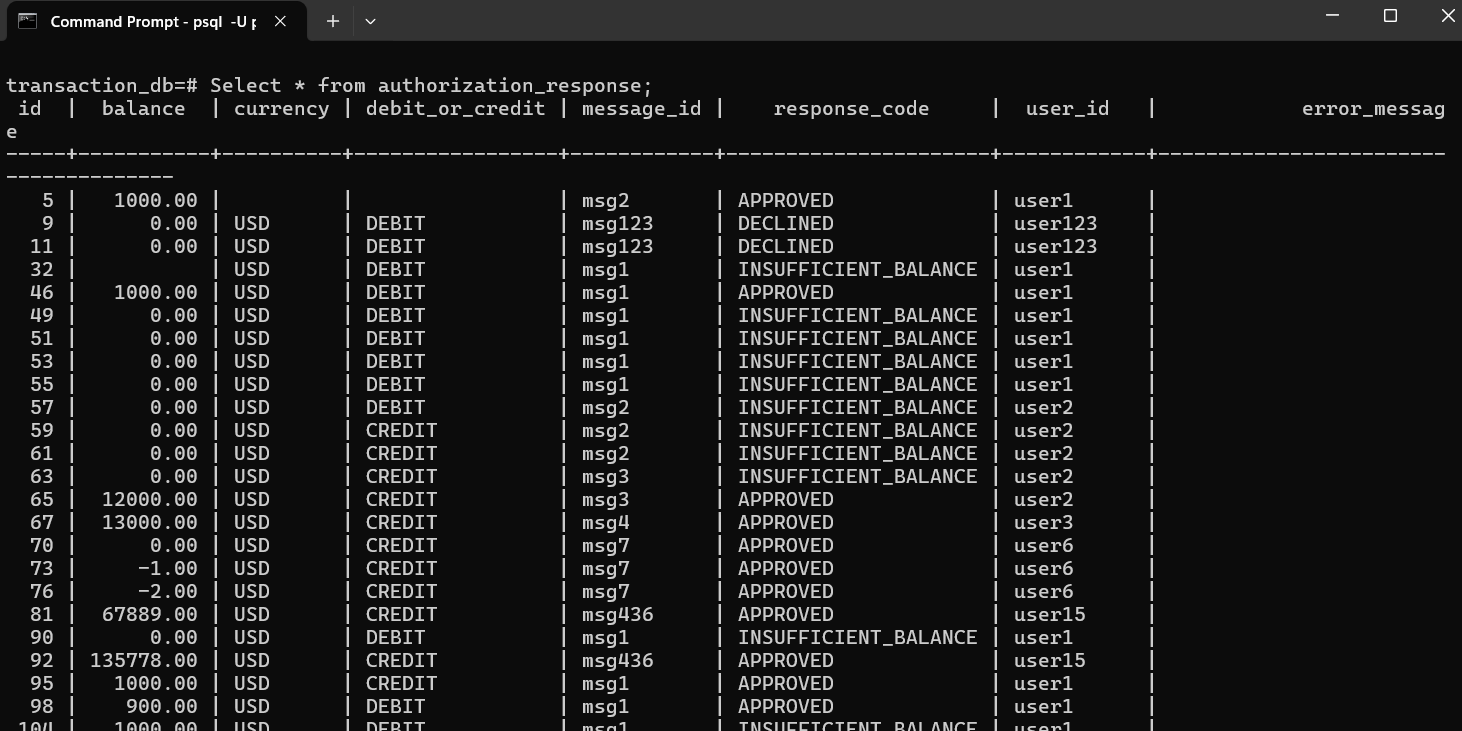 Command Prompt - psql -U p
transaction_db=# Select * from authorization_response;
 id  |  balance  | currency | debit_or_credit | message_id |    response_code     |  user_id   |            error_messag
e
-----+-----------+----------+-----------------+------------+----------------------+------------+------------------------
--------------
   5 |   1000.00 |          |                 | msg2       | APPROVED             | user1      |
   9 |      0.00 | USD      | DEBIT           | msg123     | DECLINED             | user123    |
  11 |      0.00 | USD      | DEBIT           | msg123     | DECLINED             | user123    |
  32 |           | USD      | DEBIT           | msg1       | INSUFFICIENT_BALANCE | user1      |
  46 |   1000.00 | USD      | DEBIT           | msg1       | APPROVED             | user1      |
  49 |      0.00 | USD      | DEBIT           | msg1       | INSUFFICIENT_BALANCE | user1      |
  51 |      0.00 | USD      | DEBIT           | msg1       | INSUFFICIENT_BALANCE | user1      |
  53 |      0.00 | USD      | DEBIT           | msg1       | INSUFFICIENT_BALANCE | user1      |
  55 |      0.00 | USD      | DEBIT           | msg1       | INSUFFICIENT_BALANCE | user1      |
  57 |      0.00 | USD      | DEBIT           | msg2       | INSUFFICIENT_BALANCE | user2      |
  59 |      0.00 | USD      | CREDIT          | msg2       | INSUFFICIENT_BALANCE | user2      |
  61 |      0.00 | USD      | CREDIT          | msg2       | INSUFFICIENT_BALANCE | user2      |
  63 |      0.00 | USD      | CREDIT          | msg3       | INSUFFICIENT_BALANCE | user2      |
  65 |  12000.00 | USD      | CREDIT          | msg3       | APPROVED             | user2      |
  67 |  13000.00 | USD      | CREDIT          | msg4       | APPROVED             | user3      |
  70 |      0.00 | USD      | CREDIT          | msg7       | APPROVED             | user6      |
  73 |     -1.00 | USD      | CREDIT          | msg7       | APPROVED             | user6      |
  76 |     -2.00 | USD      | CREDIT          | msg7       | APPROVED             | user6      |
  81 |  67889.00 | USD      | CREDIT          | msg436     | APPROVED             | user15     |
  90 |      0.00 | USD      | DEBIT           | msg1       | INSUFFICIENT_BALANCE | user1      |
  92 | 135778.00 | USD      | CREDIT          | msg436     | APPROVED             | user15     |
  95 |   1000.00 | USD      | CREDIT          | msg1       | APPROVED             | user1      |
  98 |    900.00 | USD      | DEBIT           | msg1       | APPROVED             | user1      |
 104 |   1000.00 | USD      | DEBIT           | msg1       | INSUFFICIENT_BALANCE | user1      |